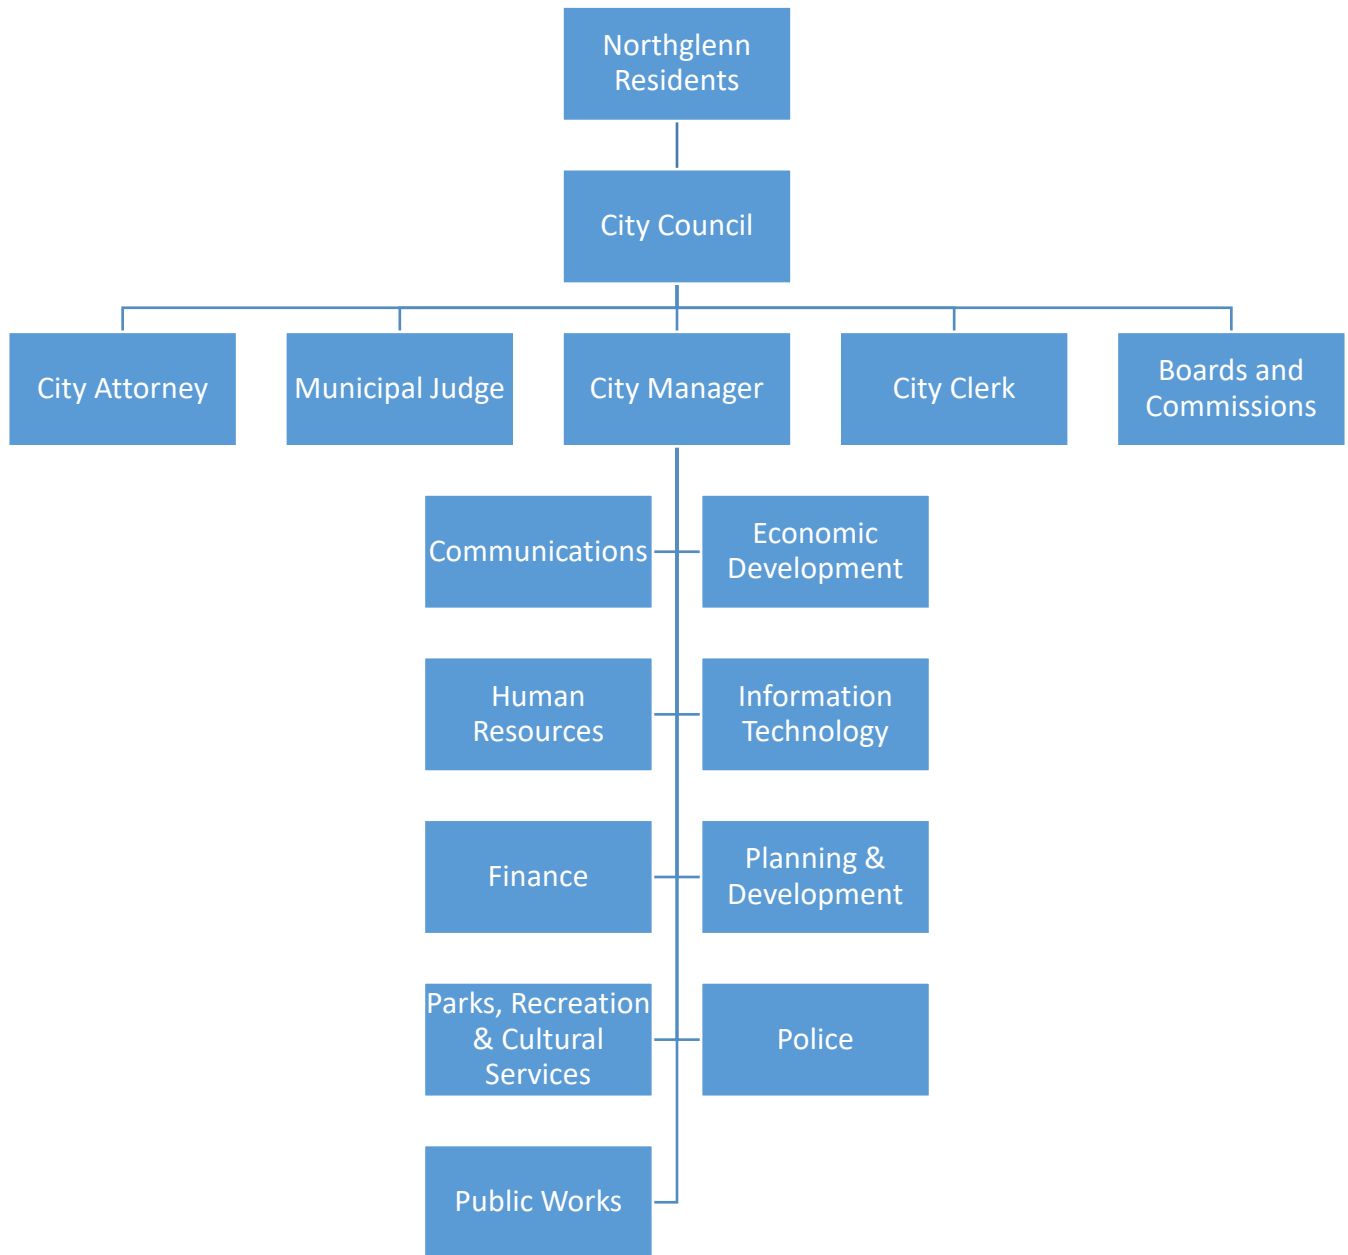 Northglenn
Residents
City Council
City Attorney
Municipal Judge
City Manager
City Clerk
Boards and
Commissions
Communications
Economic
Development
Human
Resources
Information
Technology
Finance
Planning &
Development
Parks, Recreation
& Cultural
Services
Police
Public Works